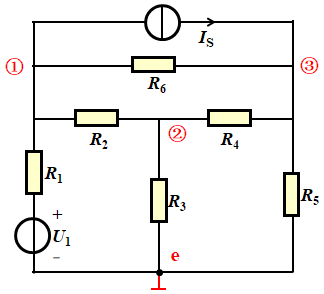 I_S
① ③
R_6
R_2 ② R_4
R_1
R_3 R_5
+
U_1
-
e